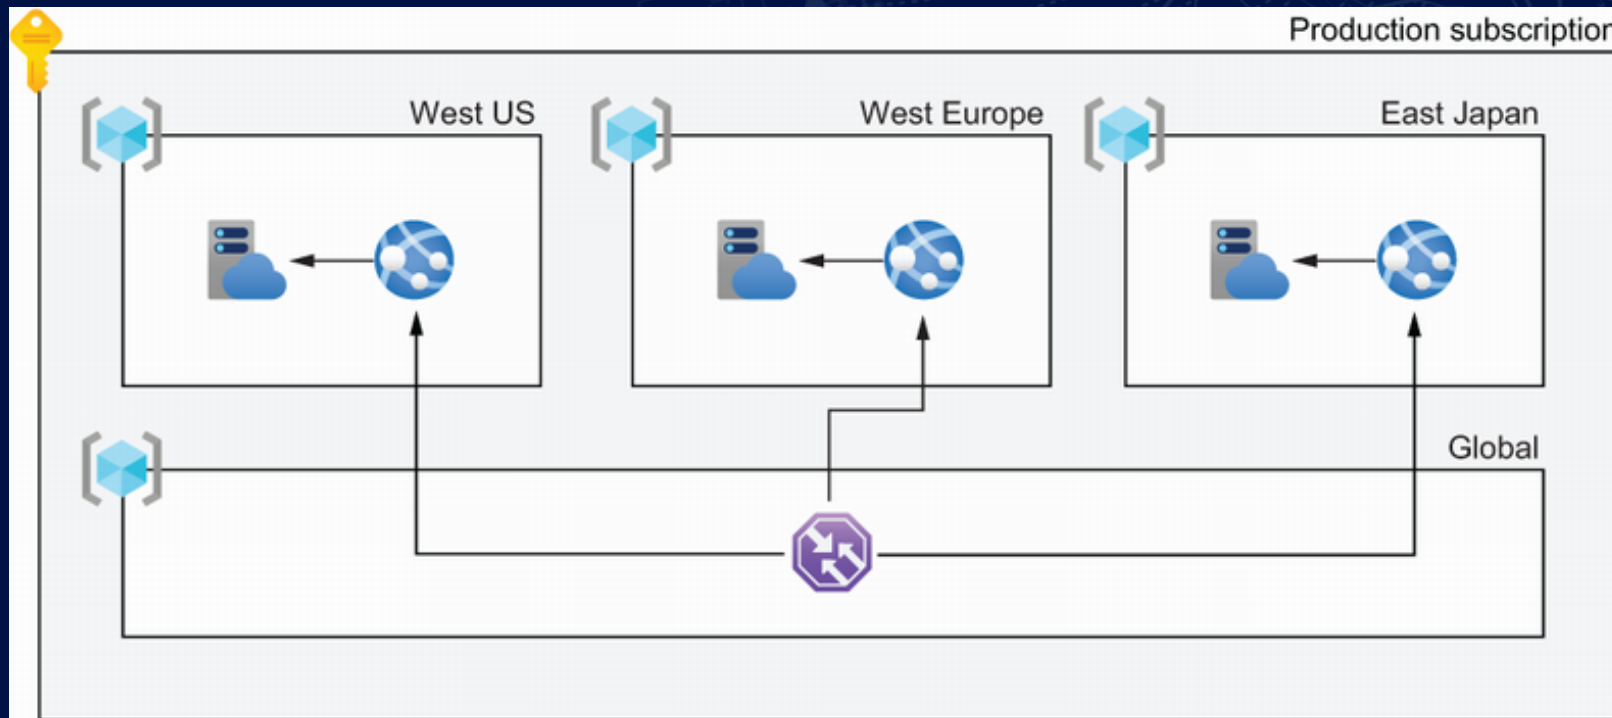 Production subscription
West US
West Europe
East Japan
Global